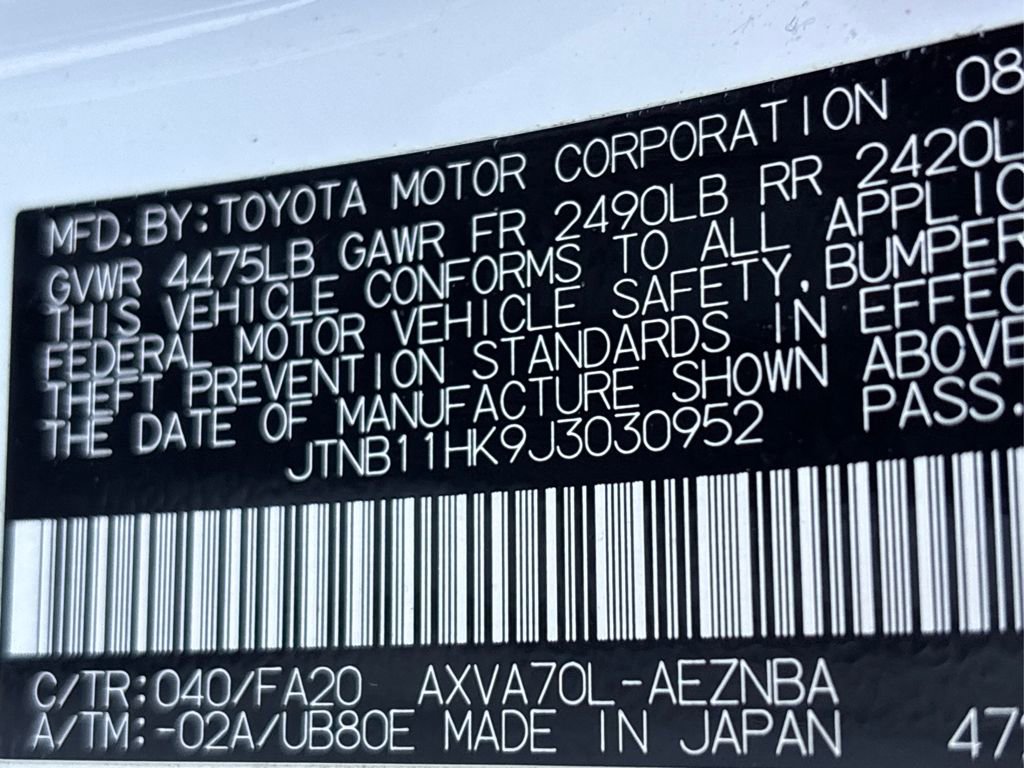 MFD. BY: TOYOTA MOTOR CORPORATION 08
GVWR 4475LB GAWR FR 2490LB RR 2420L
THIS VEHICLE CONFORMS TO ALL APPLIC
FEDERAL MOTOR VEHICLE SAFETY, BUMPER
THEFT PREVENTION STANDARDS IN EFFEC
THE DATE OF MANUFACTURE SHOWN ABOVE
JTNB11HK9J3030952 PASS.
C/TR: 040/FA20 AXVA70L-AEZNBA
A/TM: -02A/UB80E MADE IN JAPAN 47